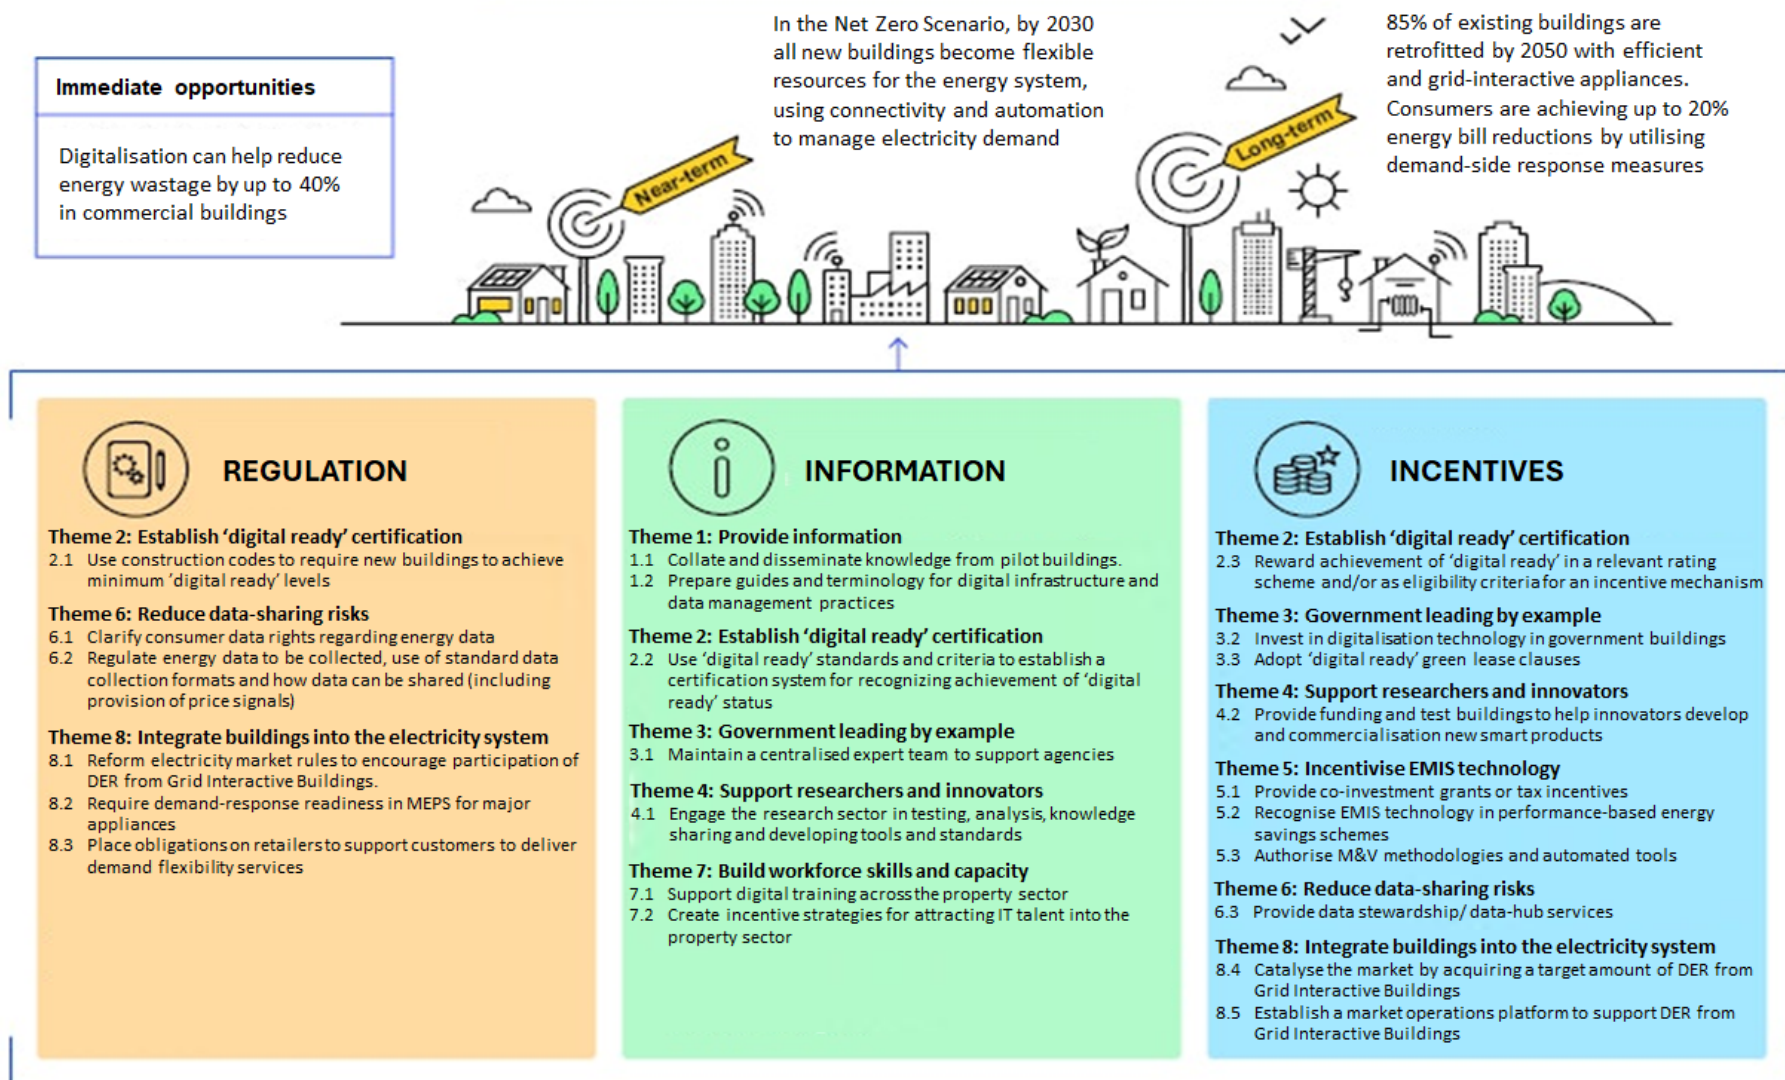 Immediate opportunities
Digitalisation can help reduce
energy wastage by up to 40%
in commercial buildings
In the Net Zero Scenario, by 2030
all new buildings become flexible
resources for the energy system,
using connectivity and automation
to manage electricity demand
85% of existing buildings are
retrofitted by 2050 with efficient
and grid-interactive appliances.
Consumers are achieving up to 20%
energy bill reductions by utilising
demand-side response measures
Near-term
Long-term
REGULATION
Theme 2: Establish ‘digital ready’ certification
2.1 Use construction codes to require new buildings to achieve
minimum ’digital ready’ levels
Theme 6: Reduce data-sharing risks
6.1 Clarify consumer data rights regarding energy data
6.2 Regulate energy data to be collected, use of standard data
collection formats and how data can be shared (including
provision of price signals)
Theme 8: Integrate buildings into the electricity system
8.1 Reform electricity market rules to encourage participation of
DER from Grid Interactive Buildings.
8.2 Require demand-response readiness in MEPS for major
appliances
8.3 Place obligations on retailers to support customers to deliver
demand flexibility services
INFORMATION
Theme 1: Provide information
1.1 Collate and disseminate knowledge from pilot buildings.
1.2 Prepare guides and terminology for digital infrastructure and
data management practices
Theme 2: Establish ‘digital ready’ certification
2.2 Use ‘digital ready’ standards and criteria to establish a
certification system for recognizing achievement of ‘digital
ready’ status
Theme 3: Government leading by example
3.1 Maintain a centralised expert team to support agencies
Theme 4: Support researchers and innovators
4.1 Engage the research sector in testing, analysis, knowledge
sharing and developing tools and standards
Theme 7: Build workforce skills and capacity
7.1 Support digital training across the property sector
7.2 Create incentive strategies for attracting IT talent into the
property sector
INCENTIVES
Theme 2: Establish ‘digital ready’ certification
2.3 Reward achievement of ‘digital ready’ in a relevant rating
scheme and/or as eligibility criteria for an incentive mechanism
Theme 3: Government leading by example
3.2 Invest in digitalisation technology in government buildings
3.3 Adopt ‘digital ready’ green lease clauses
Theme 4: Support researchers and innovators
4.2 Provide funding and test buildings to help innovators develop
and commercialisation new smart products
Theme 5: Incentivise EMIS technology
5.1 Provide co-investment grants or tax incentives
5.2 Recognise EMIS technology in performance-based energy
savings schemes
5.3 Authorise M&V methodologies and automated tools
Theme 6: Reduce data-sharing risks
6.3 Provide data stewardship/ data-hub services
Theme 8: Integrate buildings into the electricity system
8.4 Catalyse the market by acquiring a target amount of DER from
Grid Interactive Buildings
8.5 Establish a market operations platform to support DER from
Grid Interactive Buildings